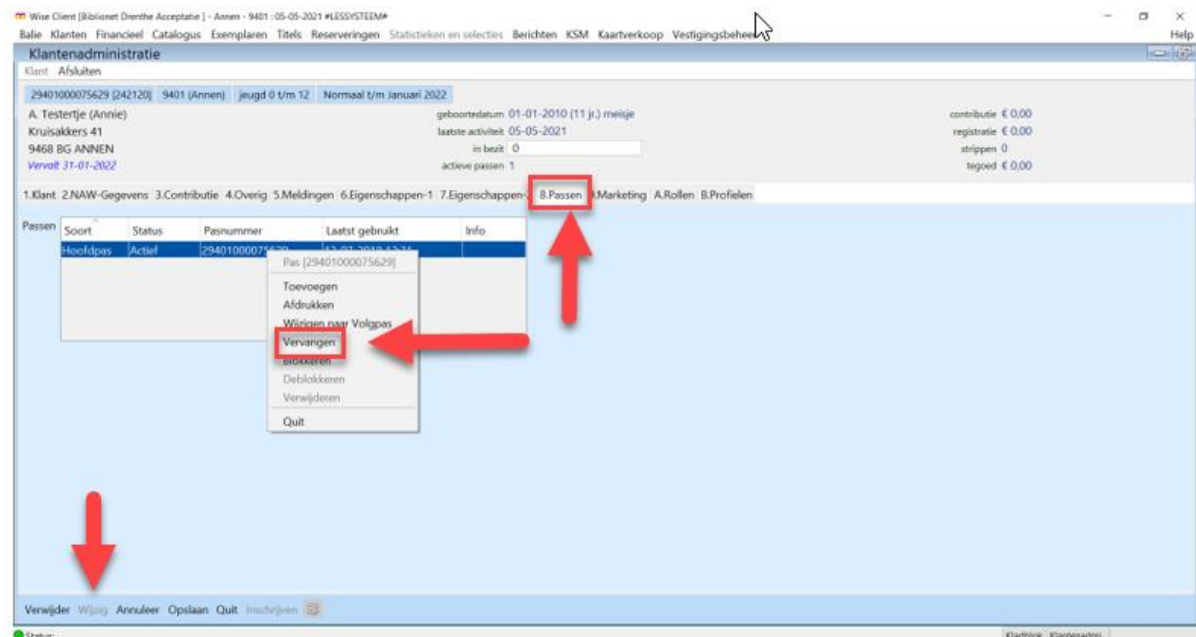 Wise Client [Biblionet Drenthe Acceptatie ] - Annen - 9401 : 05-05-2021 #LESSYSTEEM#
Balie Klanten Financieel Catalogus Exemplaren Titels Reserveringen Statistieken en selecties Berichten KSM Kaartverkoop Vestigingsbeheer Help
Klantenadministratie
Klant Afsluiten
29401000075629 [242120] 9401 (Annen) jeugd 0 t/m 12 Normaal t/m Januari 2022
A. Testertje (Annie) geboortedatum 01-01-2010 (11 jr.) meisje contributie € 0,00
Kruisakkers 41 laatste activiteit 05-05-2021 registratie € 0,00
9468 BG ANNEN in bezit 0 strippen 0
Vervalt 31-01-2022 actieve passen 1 tegoed € 0,00
1.Klant 2.NAW-Gegevens 3.Contributie 4.Overig 5.Meldingen 6.Eigenschappen-1 7.Eigenschappen- 8.Passen .Marketing A.Rollen B.Profielen
Passen Soort Status Pasnummer Laatst gebruikt Info
Hoofdpas Actief 29401000075629
Pas [29401000075629]
Toevoegen
Afdrukken
Wijzigen naar Volgpas
Vervangen
Blokkeren
Deblokkeren
Verwijderen
Quit
Verwijder Wijzig Annuleer Opslaan Quit Inschrijven
Status: Kladblok Klantenadmi..